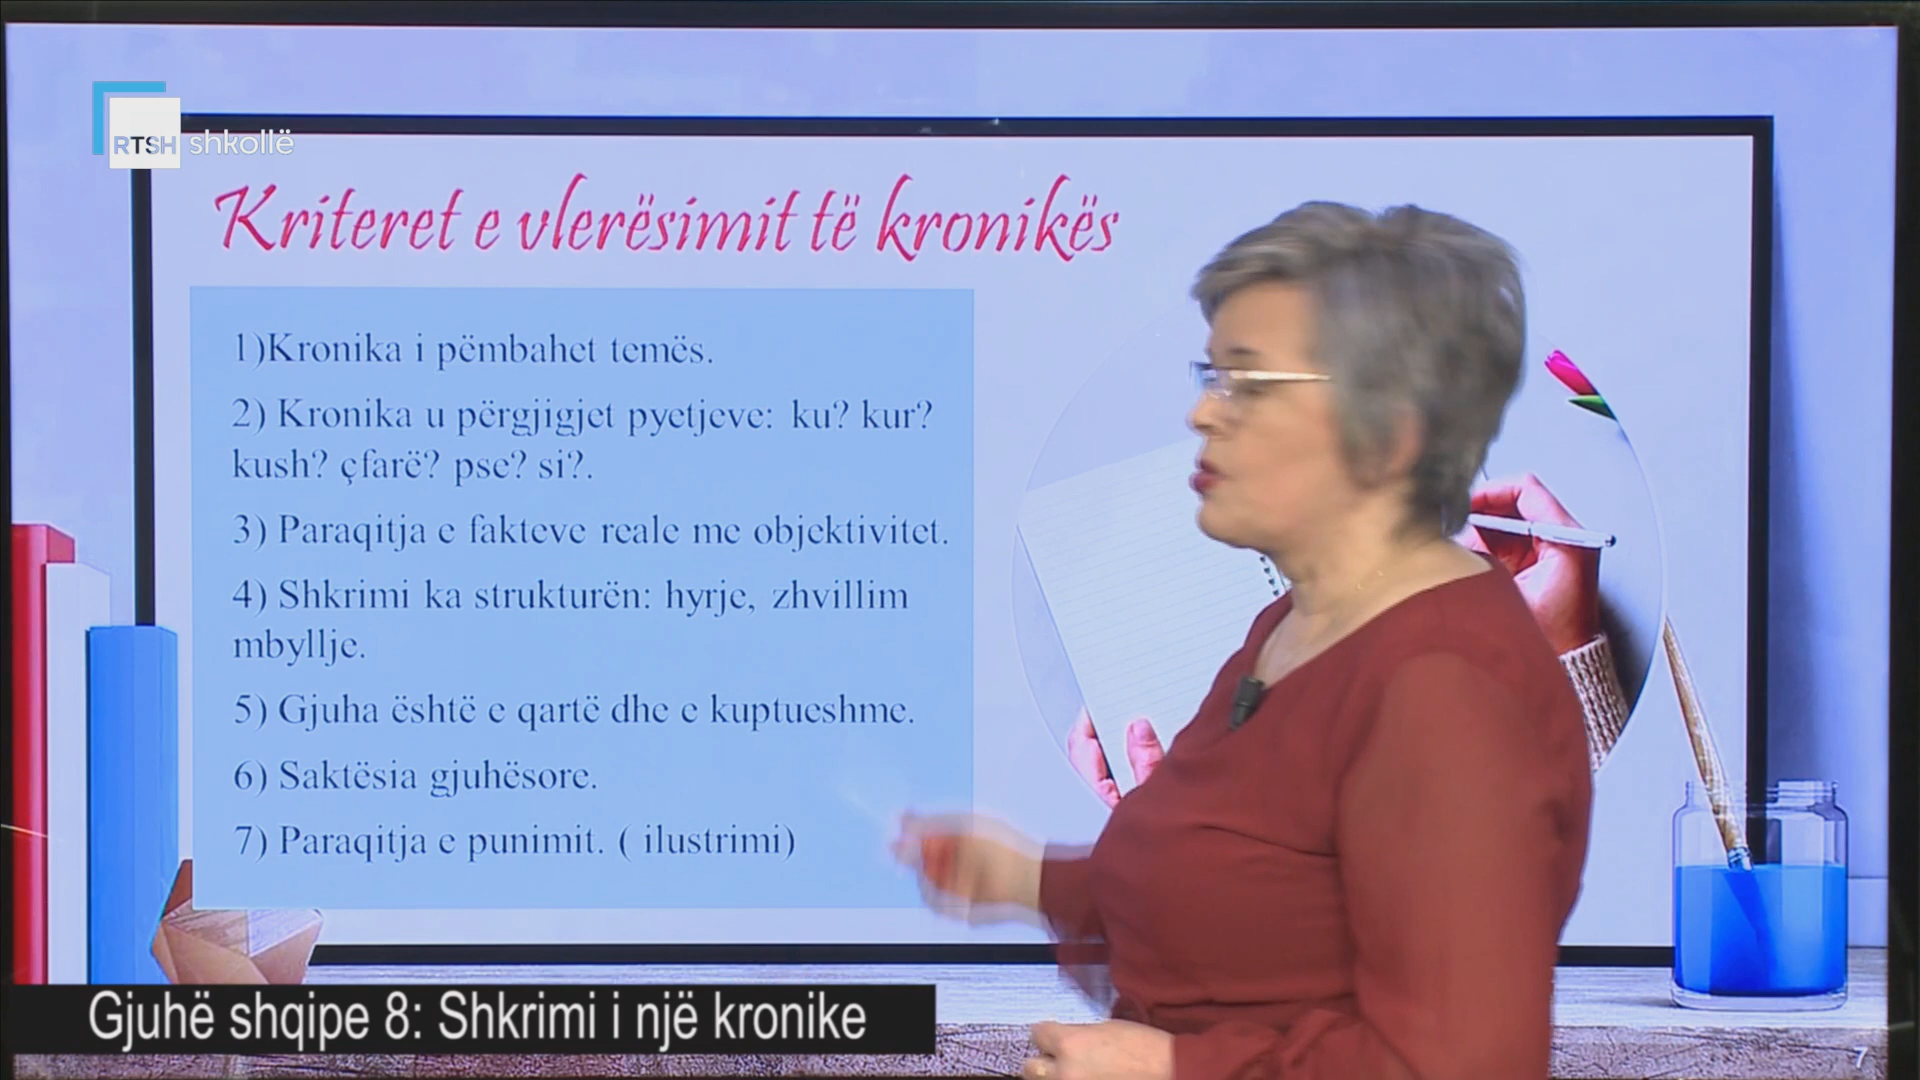 RTSH shkollë
Kriteret e vlerësimit të kronikës
1)Kronika i pëmbahet temës.
2) Kronika u përgjigjet pyetjeve: ku? kur?
kush? çfarë? pse? si?.
3) Paraqitja e fakteve reale me objektivitet.
4) Shkrimi ka strukturën: hyrje, zhvillim
mbyllje.
5) Gjuha është e qartë dhe e kuptueshme.
6) Saktësia gjuhësore.
7) Paraqitja e punimit. ( ilustrimi)
Gjuhë shqipe 8: Shkrimi i një kronike
7